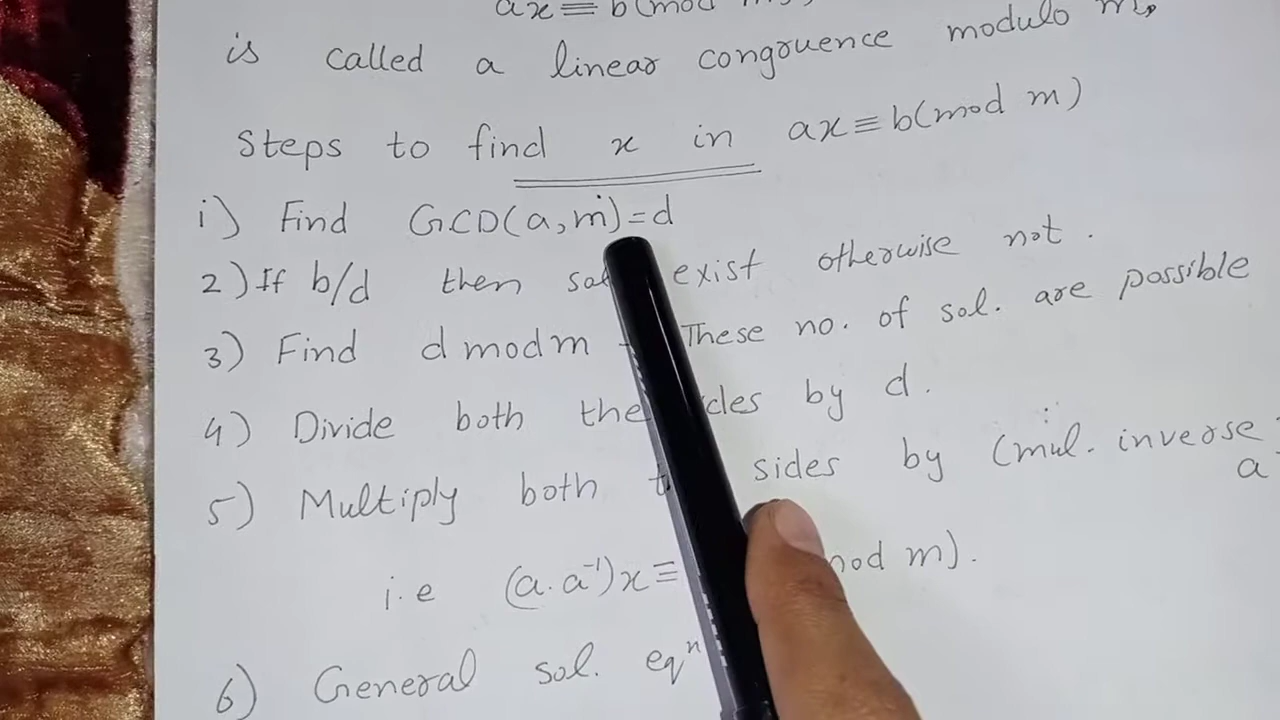 ax ≡ b(mod m),
is called a linear congruence modulo m,
Steps to find x in ax ≡ b(mod m)
i) Find GCD(a, m) = d
2) If b/d then exist otherwise not.
3) Find d mod m These no. of sol. are possible
4) Divide both the by d.
5) Multiply both sides by (mul. inverse
a
i.e (a.a⁻¹)x ≡ mod m).
6) General sol. eqⁿ